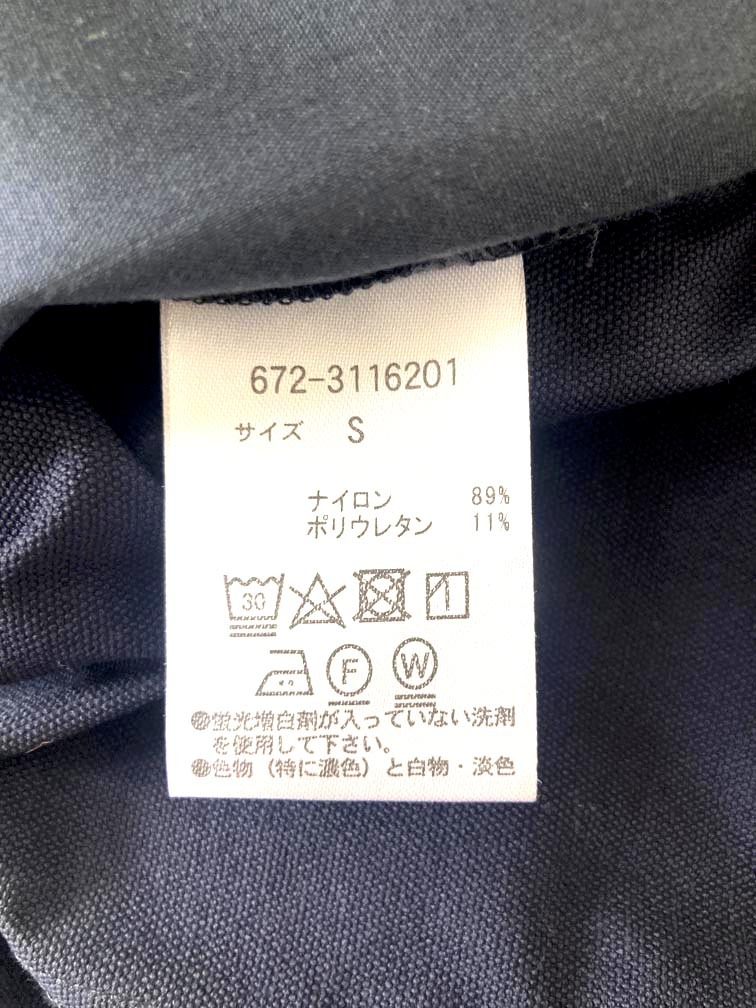 672-3116201
サイズ S
ナイロン 89%
ポリウレタン 11%
30
F W
●蛍光増白剤が入っていない洗剤
を使用して下さい。
●色物(特に濃色)と白物・淡色